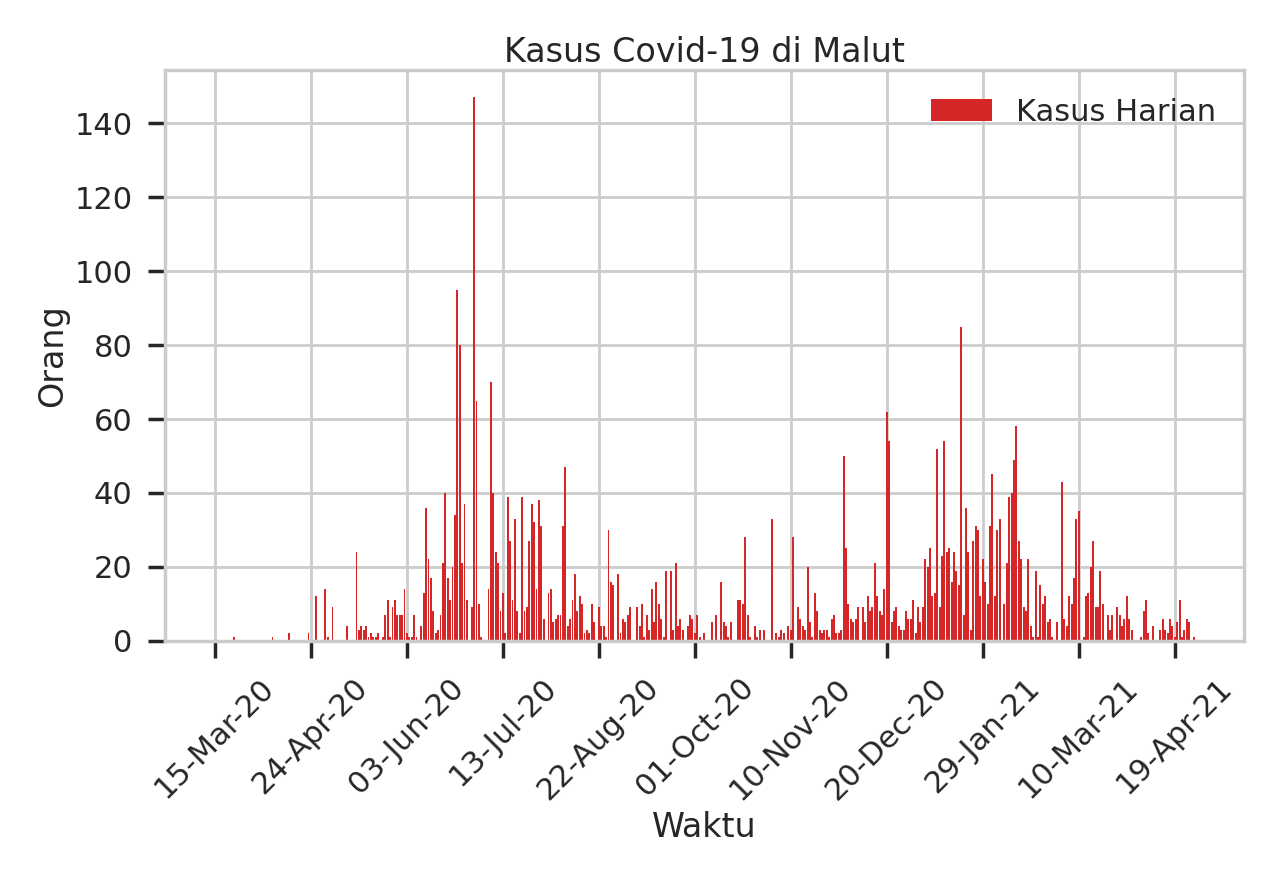 Kasus Covid-19 di Malut
Kasus Harian
Orang
140
120
100
80
60
40
20
0
15-Mar-20
24-Apr-20
03-Jun-20
13-Jul-20
22-Aug-20
01-Oct-20
10-Nov-20
20-Dec-20
29-Jan-21
10-Mar-21
19-Apr-21
Waktu